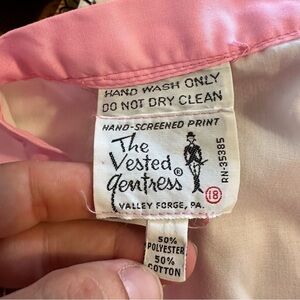 HAND WASH ONLY
DO NOT DRY CLEAN
HAND-SCREENED PRINT
The
Vested
Gentress®
VALLEY FORGE, PA.
RN-35385
18
50%
POLYESTER
50%
COTTON